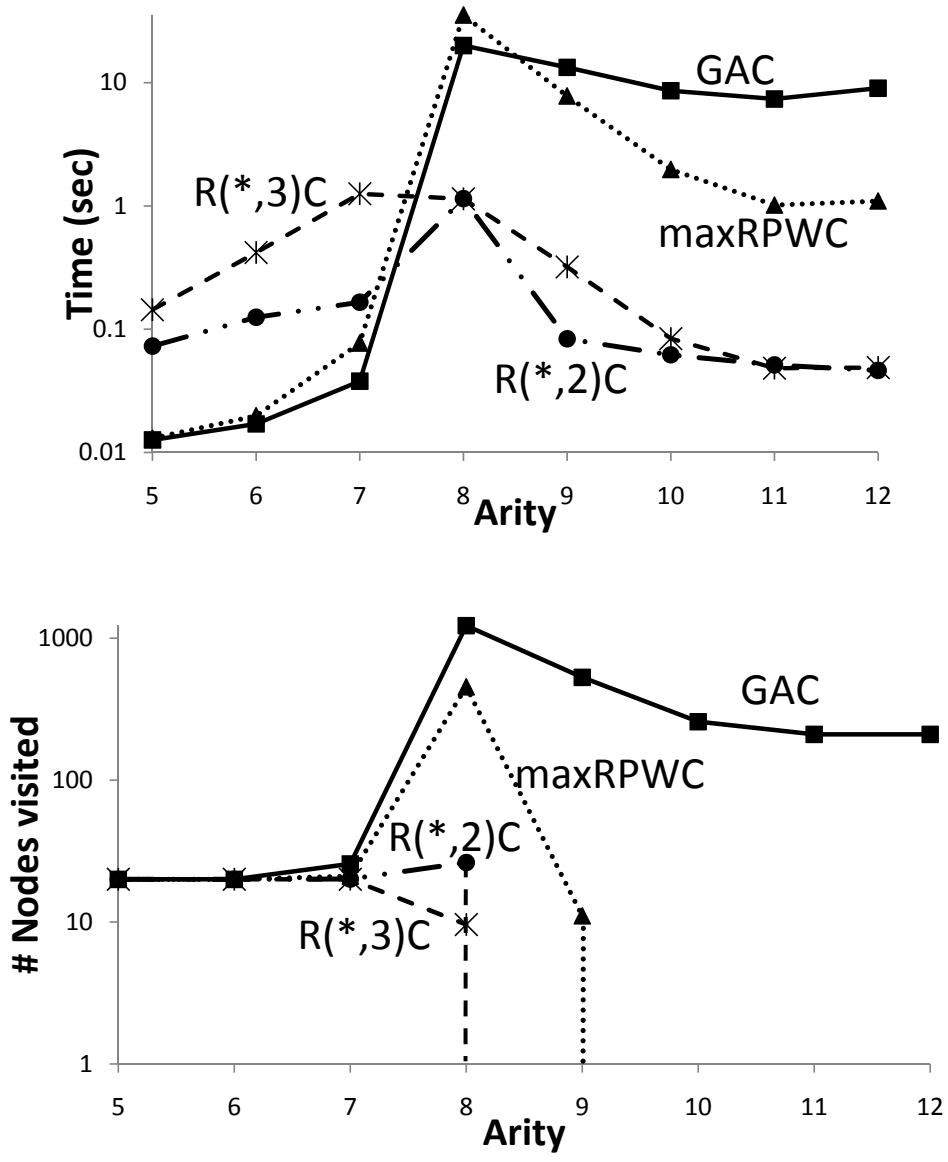 Time (sec)
10
1
0.1
0.01
GAC
R(*,3)C
maxRPWC
R(*,2)C
5 6 7 8 9 10 11 12
Arity
# Nodes visited
1000
100
10
1
GAC
maxRPWC
R(*,2)C
R(*,3)C
5 6 7 8 9 10 11 12
Arity